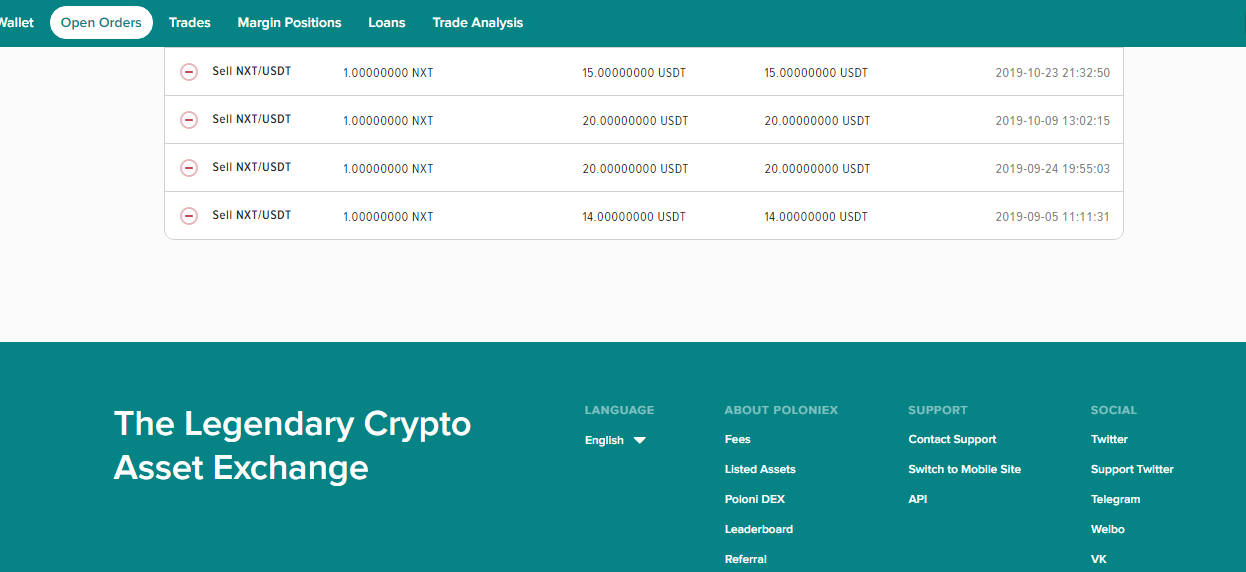 Wallet Open Orders Trades Margin Positions Loans Trade Analysis
Sell NXT/USDT 1.00000000 NXT 15.00000000 USDT 15.00000000 USDT 2019-10-23 21:32:50
Sell NXT/USDT 1.00000000 NXT 20.00000000 USDT 20.00000000 USDT 2019-10-09 13:02:15
Sell NXT/USDT 1.00000000 NXT 20.00000000 USDT 20.00000000 USDT 2019-09-24 19:55:03
Sell NXT/USDT 1.00000000 NXT 14.00000000 USDT 14.00000000 USDT 2019-09-05 11:11:31
The Legendary Crypto
Asset Exchange
LANGUAGE
English
ABOUT POLONIEX
Fees
Listed Assets
Poloni DEX
Leaderboard
Referral
SUPPORT
Contact Support
Switch to Mobile Site
API
SOCIAL
Twitter
Support Twitter
Telegram
Weibo
VK